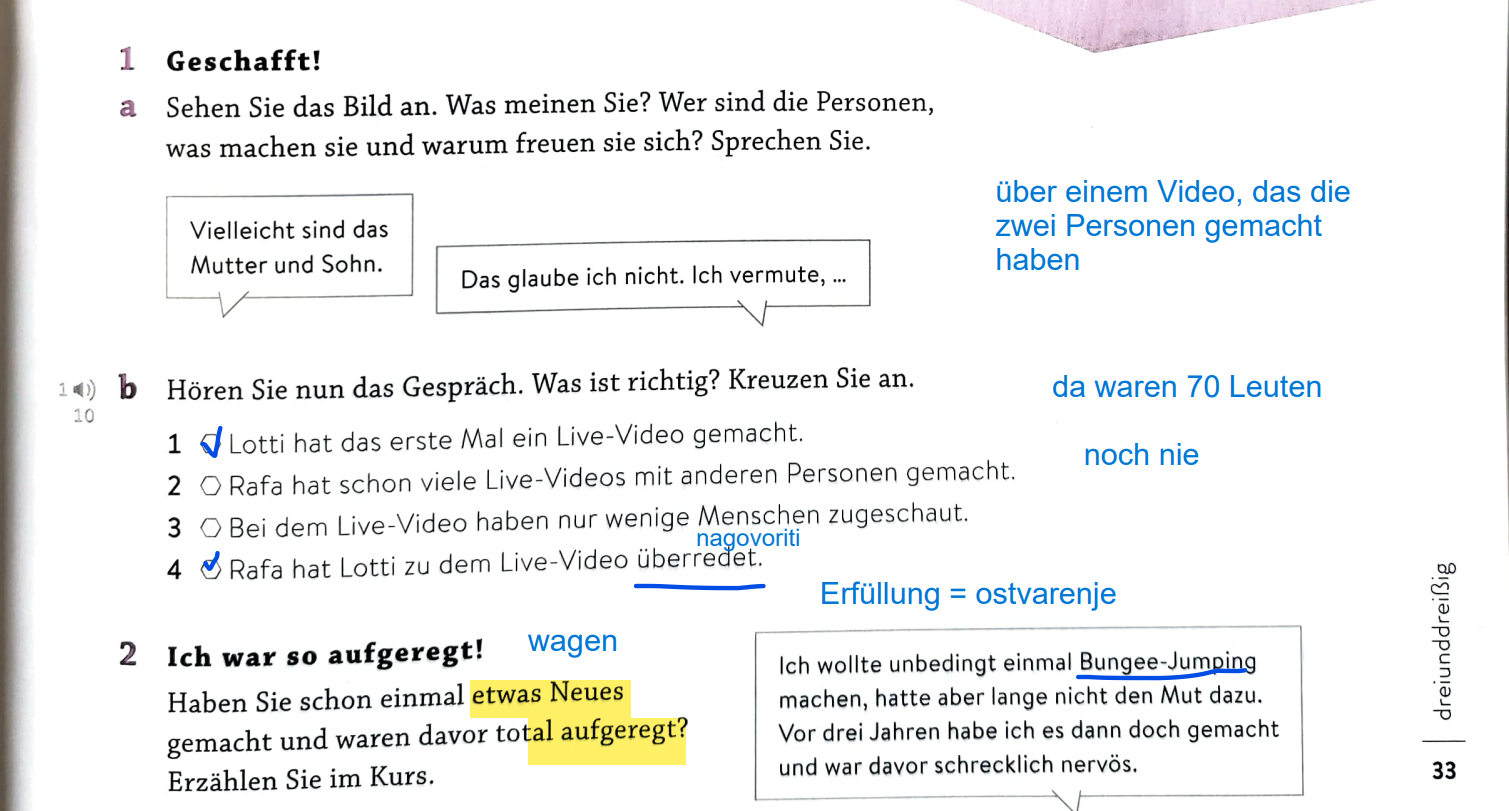 1 Geschafft!
a Sehen Sie das Bild an. Was meinen Sie? Wer sind die Personen,
was machen sie und warum freuen sie sich? Sprechen Sie.
Vielleicht sind das
Mutter und Sohn.
Das glaube ich nicht. Ich vermute, ...
über einem Video, das die
zwei Personen gemacht
haben
1 10
b Hören Sie nun das Gespräch. Was ist richtig? Kreuzen Sie an.
da waren 70 Leuten
1 Lotti hat das erste Mal ein Live-Video gemacht.
noch nie
2 Rafa hat schon viele Live-Videos mit anderen Personen gemacht.
3 Bei dem Live-Video haben nur wenige Menschen zugeschaut.
nagovoriti
4 Rafa hat Lotti zu dem Live-Video überredet.
Erfüllung = ostvarenje
2 Ich war so aufgeregt!
wagen
Haben Sie schon einmal etwas Neues
gemacht und waren davor total aufgeregt?
Erzählen Sie im Kurs.
Ich wollte unbedingt einmal Bungee-Jumping
machen, hatte aber lange nicht den Mut dazu.
Vor drei Jahren habe ich es dann doch gemacht
und war davor schrecklich nervös.
dreiunddreißig
33